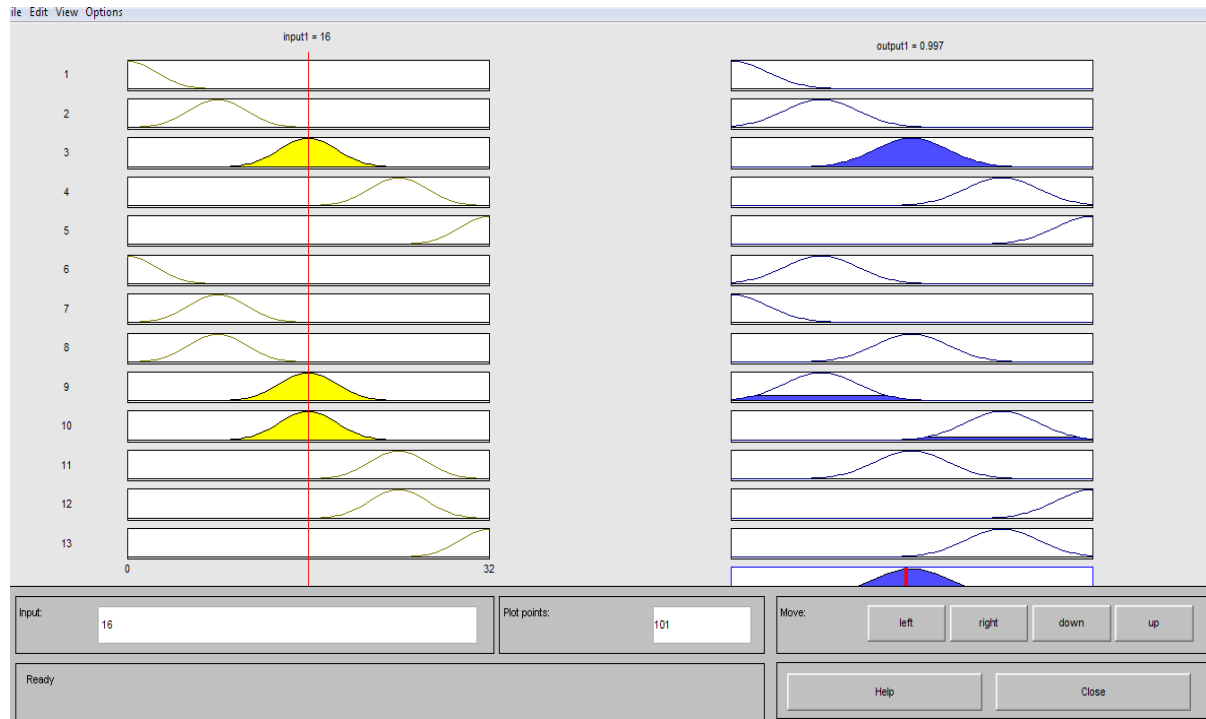 ile Edit View Options
input1 = 16
output1 = 0.997
1
2
3
4
5
6
7
8
9
10
11
12
13
0 32
Input: 16
Plot points: 101
Move: left right down up
Ready
Help Close